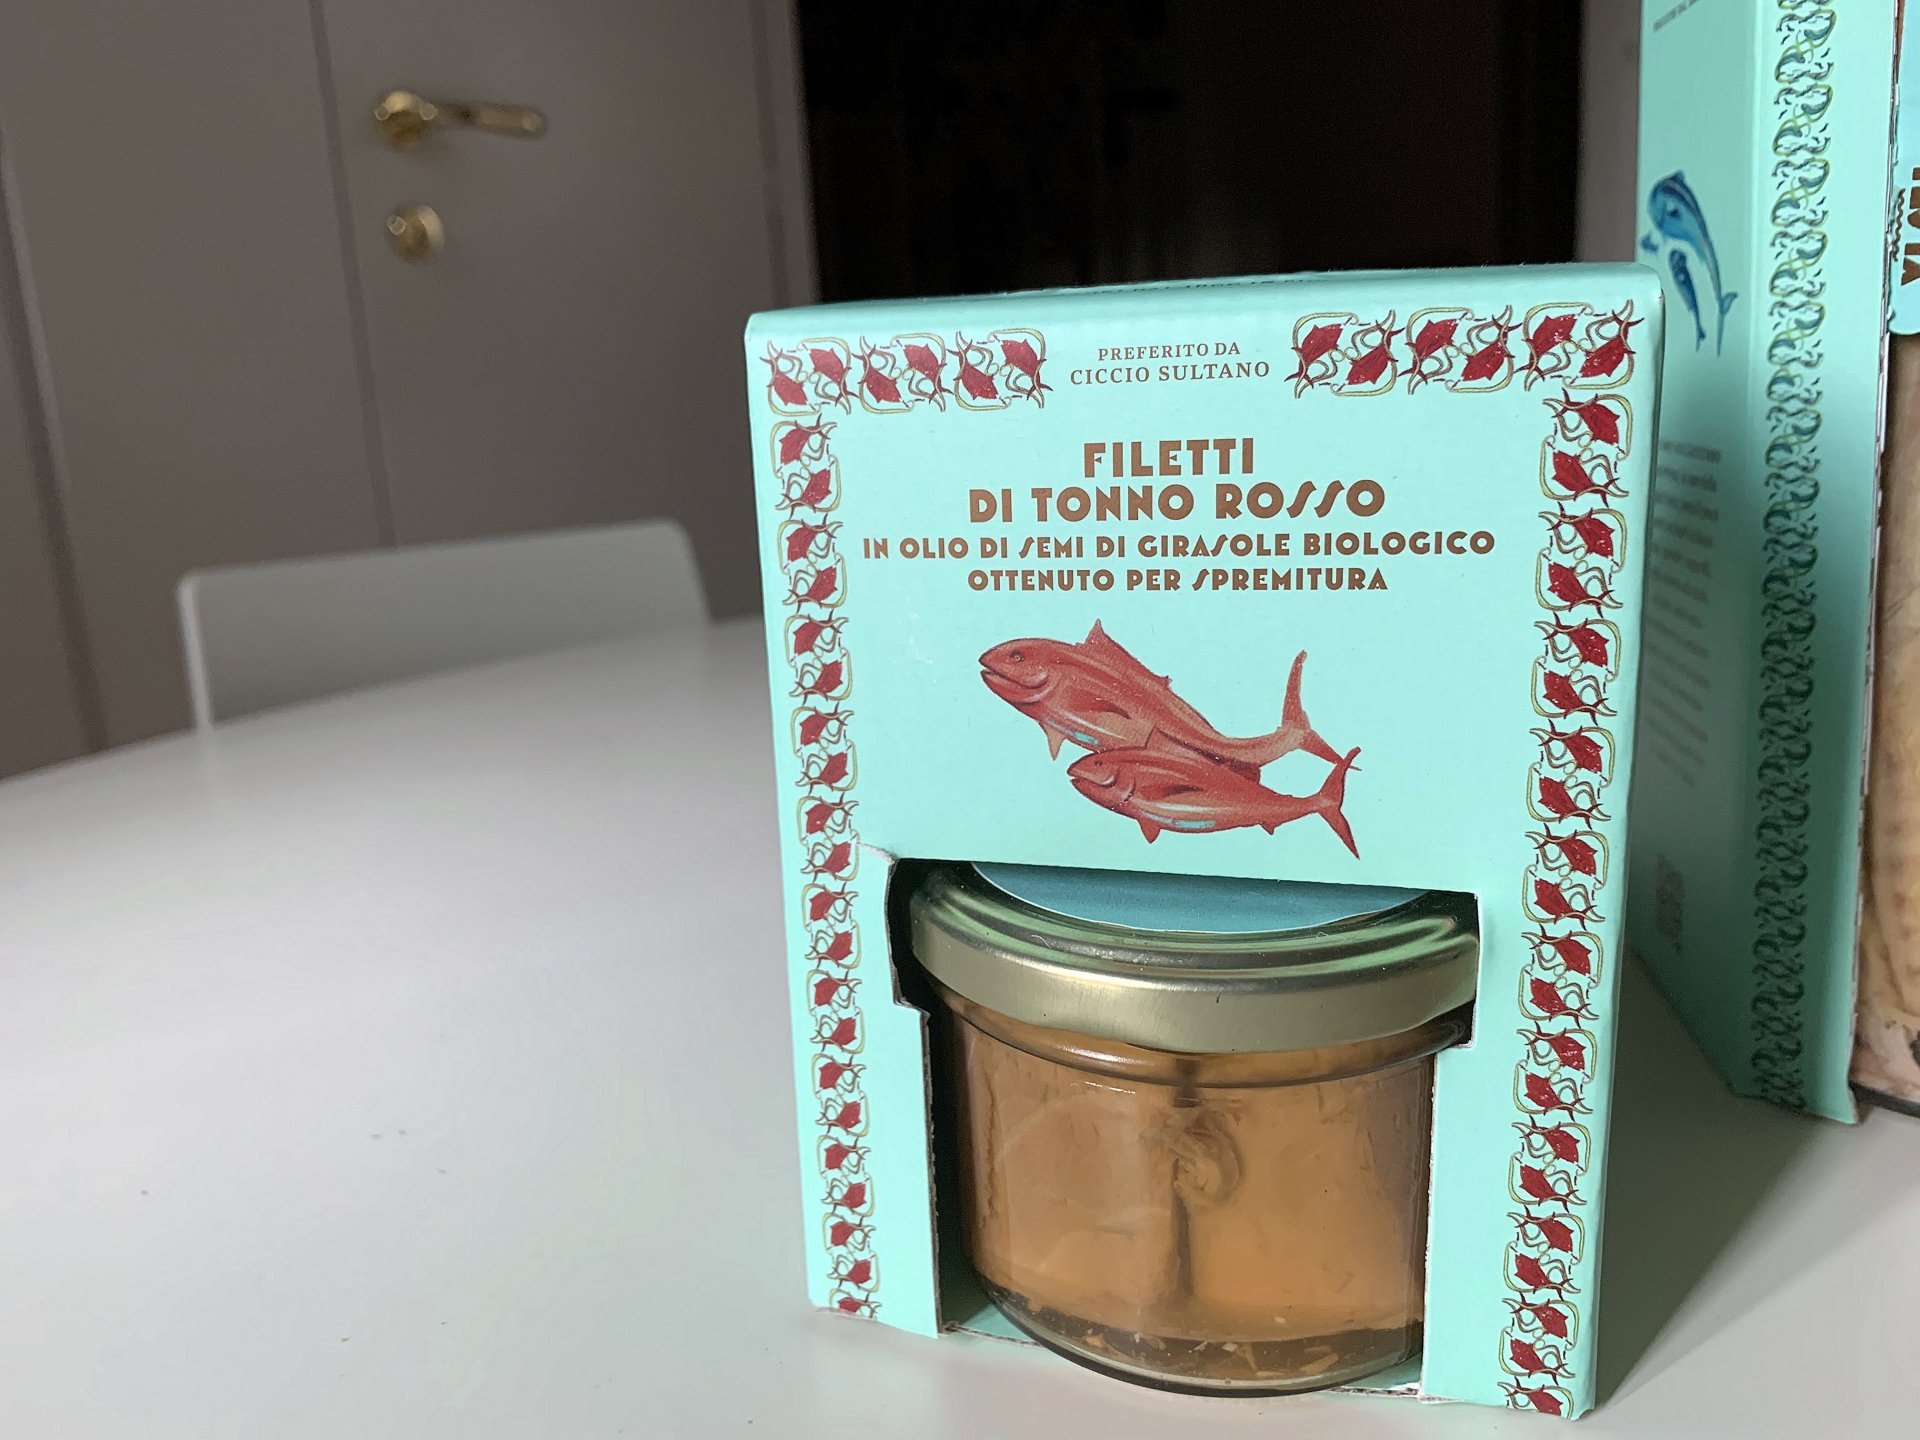 PREFERITO DA
CICCIO SULTANO
FILETTI
DI TONNO ROSSO
IN OLIO DI SEMI DI GIRASOLE BIOLOGICO
OTTENUTO PER SPREMITURA